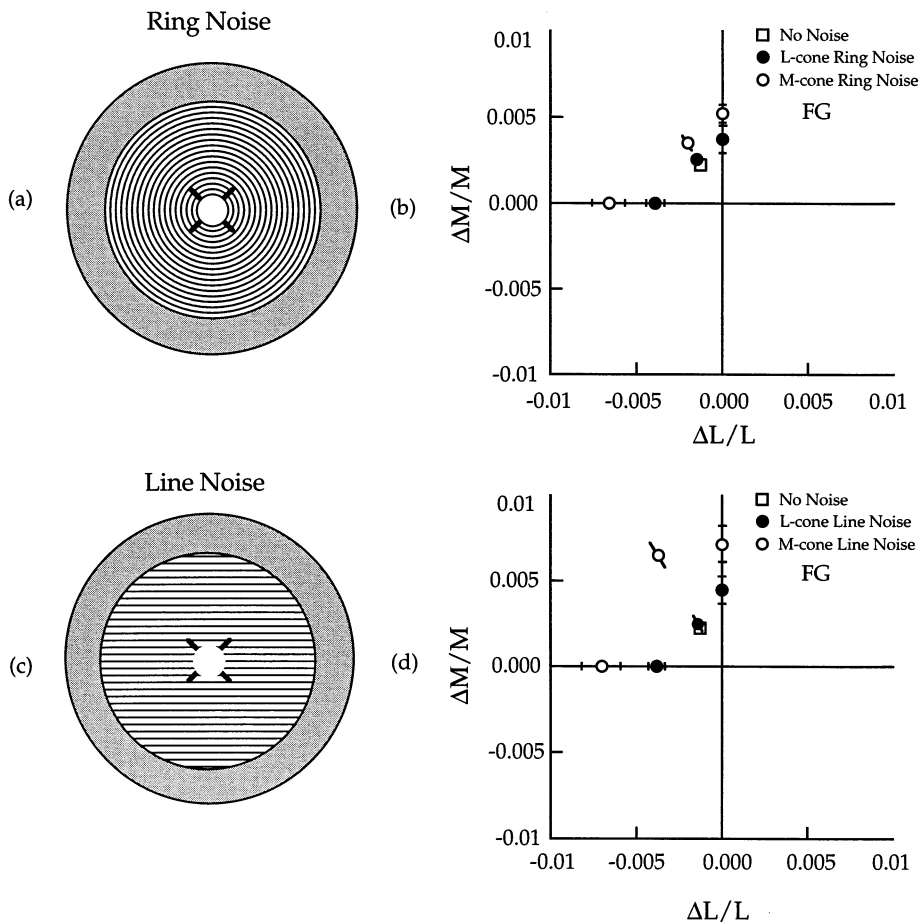 Ring Noise
(a)
(b)
0.01
0.005
0.000
-0.005
-0.01
ΔM/M
No Noise
L-cone Ring Noise
M-cone Ring Noise
FG
-0.01 -0.005 0.000 0.005 0.01
ΔL/L
Line Noise
(c)
(d)
0.01
0.005
0.000
-0.005
-0.01
ΔM/M
No Noise
L-cone Line Noise
M-cone Line Noise
FG
-0.01 -0.005 0.000 0.005 0.01
ΔL/L